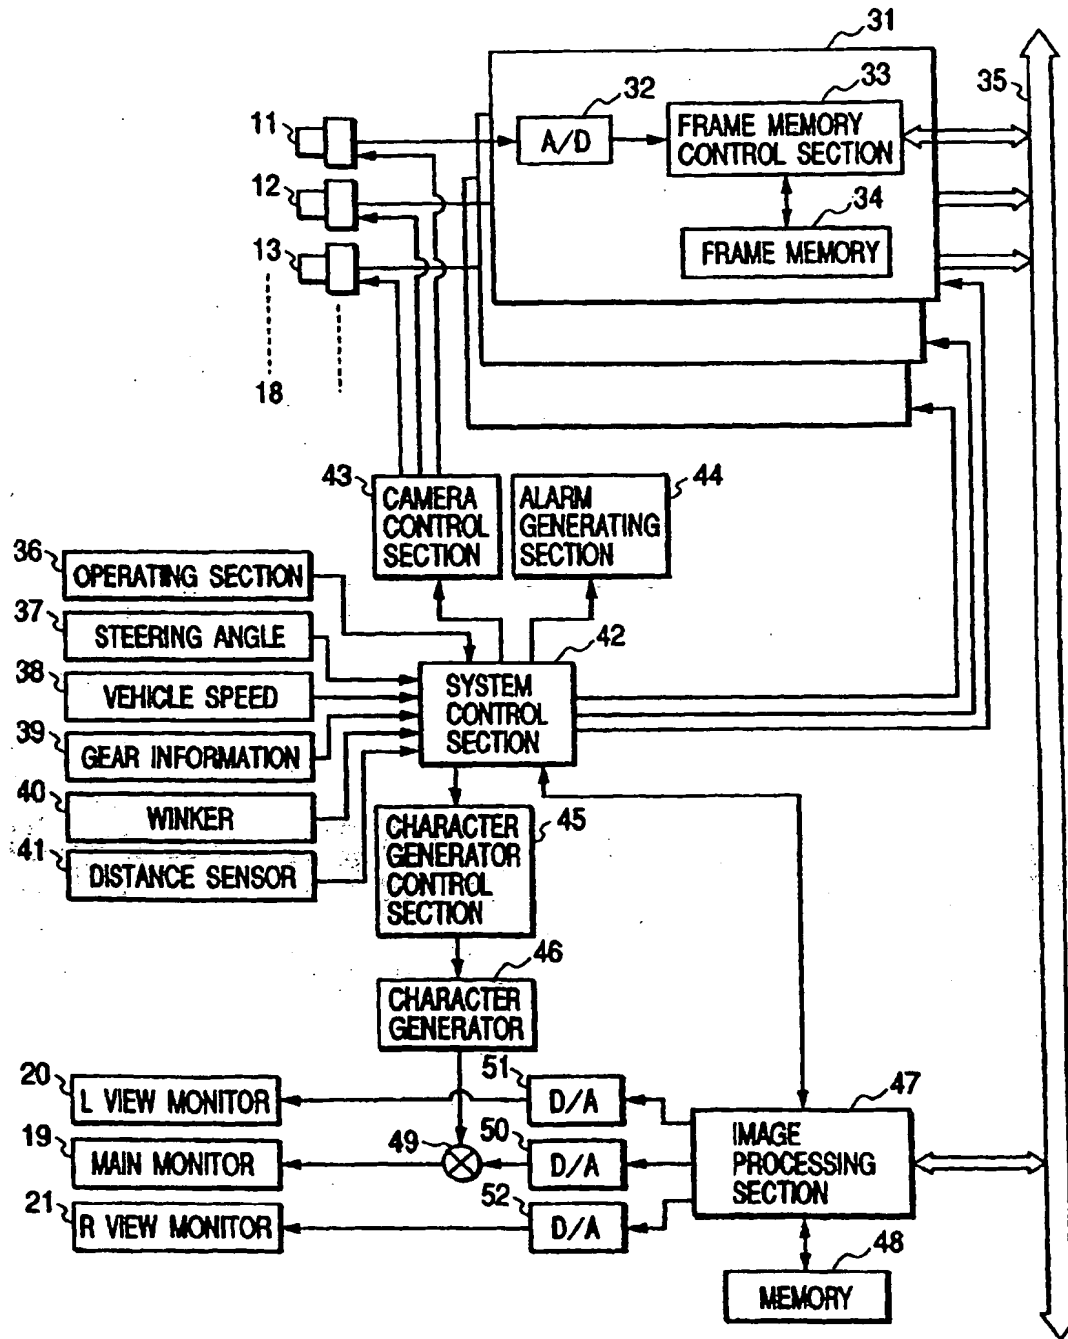 31
35
32
33
11
A/D
FRAME MEMORY
CONTROL SECTION
12
34
13
FRAME MEMORY
18
43
CAMERA
CONTROL
SECTION
44
ALARM
GENERATING
SECTION
36
OPERATING SECTION
37
STEERING ANGLE
42
38
VEHICLE SPEED
SYSTEM
CONTROL
SECTION
39
GEAR INFORMATION
40
WINKER
45
CHARACTER
GENERATOR
CONTROL
SECTION
41
DISTANCE SENSOR
46
CHARACTER
GENERATOR
20
L VIEW MONITOR
51
D/A
47
19
MAIN MONITOR
49
50
D/A
IMAGE
PROCESSING
SECTION
21
R VIEW MONITOR
52
D/A
48
MEMORY